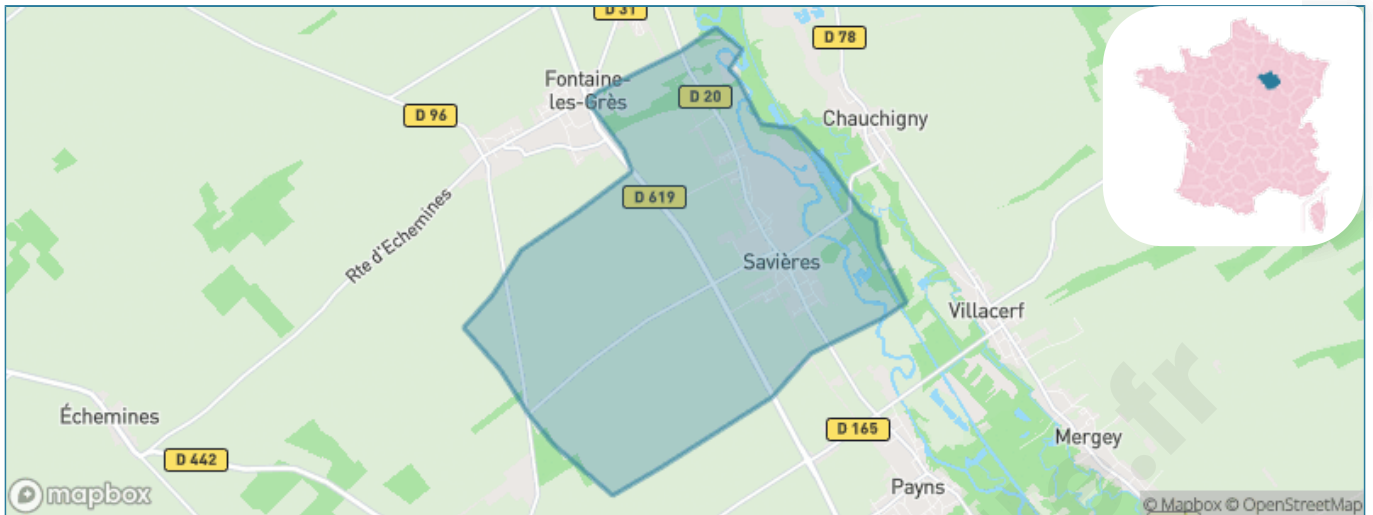 D 31
D 78
Fontaine-
les-Grès
D 20
D 96
Chauchigny
D 619
Rte d'Echemines
Savières
Villacerf
Échemines
D 165
Mergey
D 442
Payns
.fr
mapbox
© Mapbox © OpenStreetMap